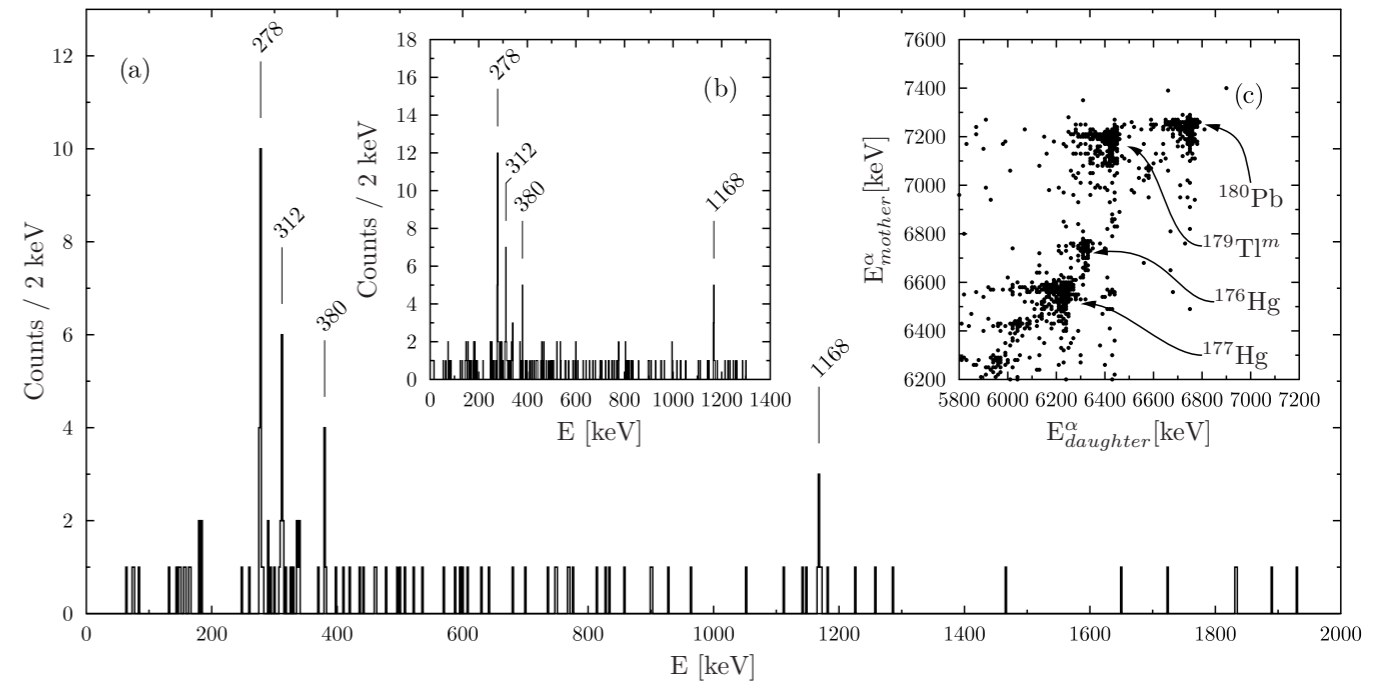 (a)
Counts / 2 keV
12
10
8
6
4
2
0
278
312
380
1168
0 200 400 600 800 1000 1200 1400 1600 1800 2000
E [keV]
(b)
Counts / 2 keV
18
16
14
12
10
8
6
4
2
0
278
312
380
1168
0 200 400 600 800 1000 1200 1400
E [keV]
(c)
E^α_mother[keV]
7600
7400
7200
7000
6800
6600
6400
6200
¹⁸⁰Pb
¹⁷⁹Tlᵐ
¹⁷⁶Hg
¹⁷⁷Hg
5800 6000 6200 6400 6600 6800 7000 7200
E^α_daughter[keV]